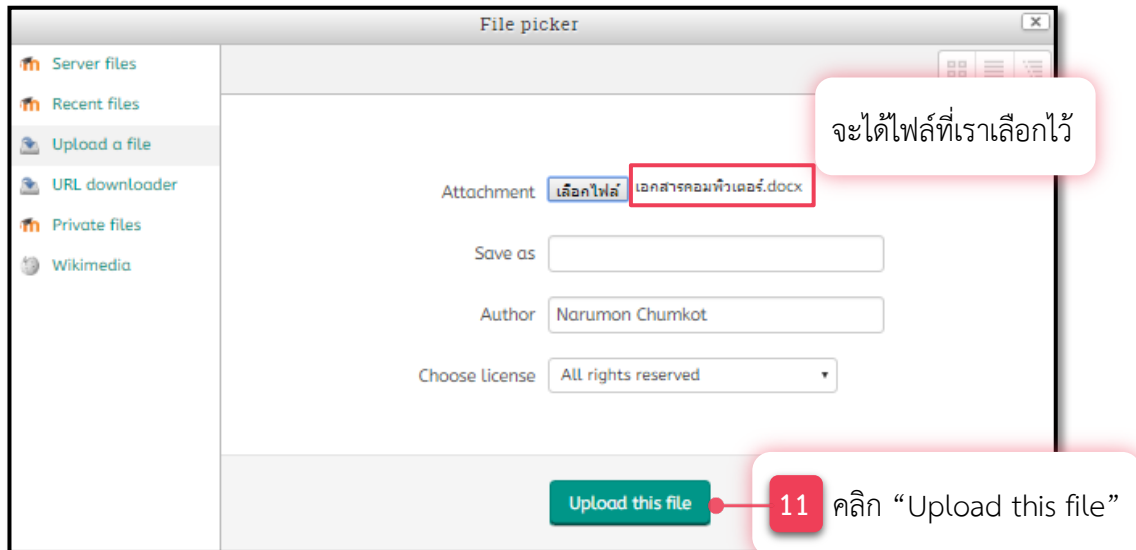 File picker
Server files
Recent files
Upload a file
URL downloader
Private files
Wikimedia
จะได้ไฟล์ที่เราเลือกไว้
Attachment เลือกไฟล์ เอกสารคอมพิวเตอร์.docx
Save as
Author Narumon Chumkot
Choose license All rights reserved
Upload this file
11 คลิก “Upload this file”